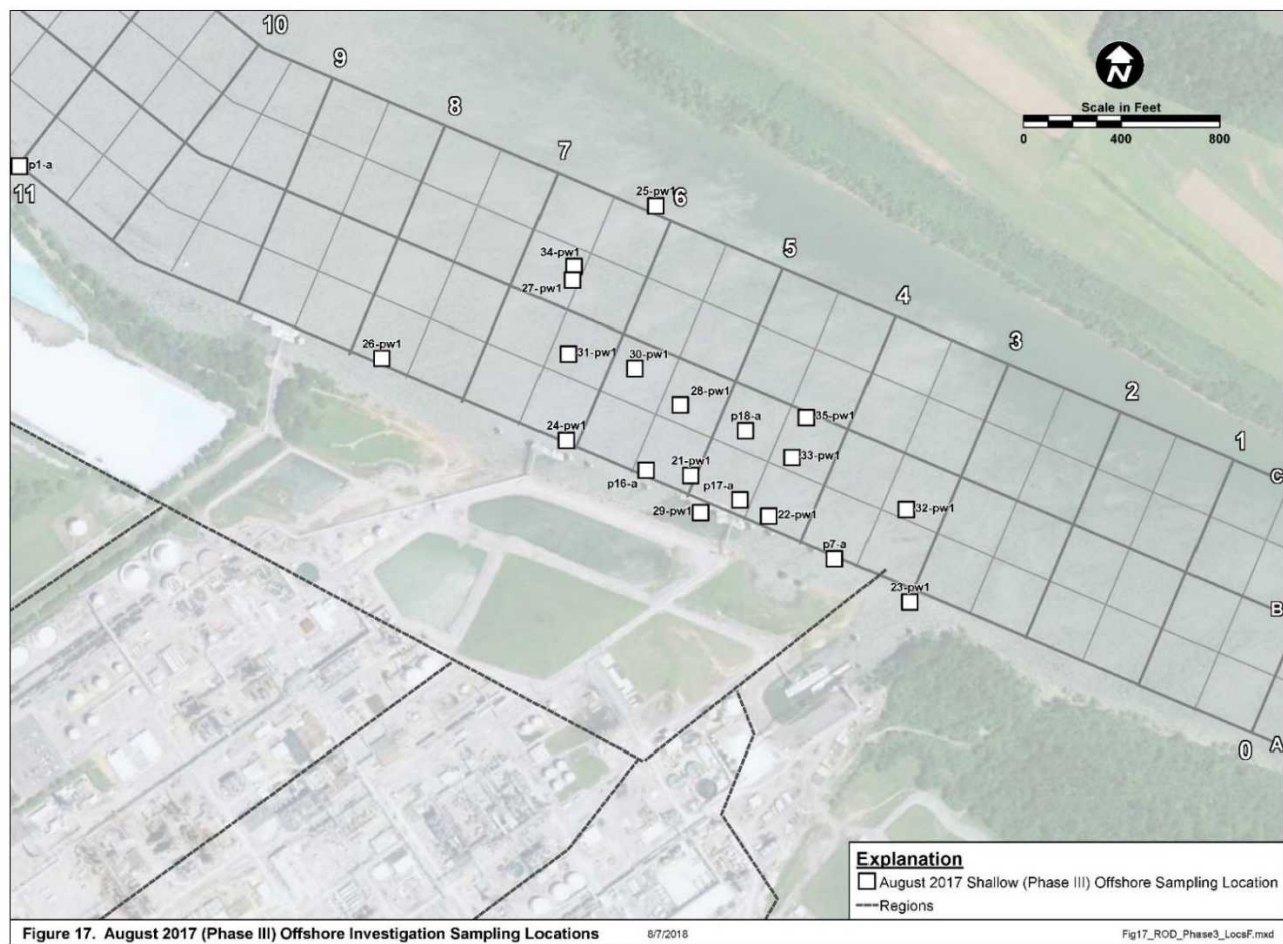 10
9
8
7
25-pw1
6
34-pw1
27-pw1
5
4
3
2
1
C
B
A
0
N
Scale in Feet
0 400 800
p1-a
11
26-pw1
31-pw1
30-pw1
28-pw1
24-pw1
p18-a
35-pw1
33-pw1
p16-a
21-pw1
p17-a
29-pw1
22-pw1
32-pw1
p7-a
23-pw1
Explanation
August 2017 Shallow (Phase III) Offshore Sampling Location
Regions
Figure 17. August 2017 (Phase III) Offshore Investigation Sampling Locations
8/7/2018
Fig17_ROD_Phase3_LocsF.mxd